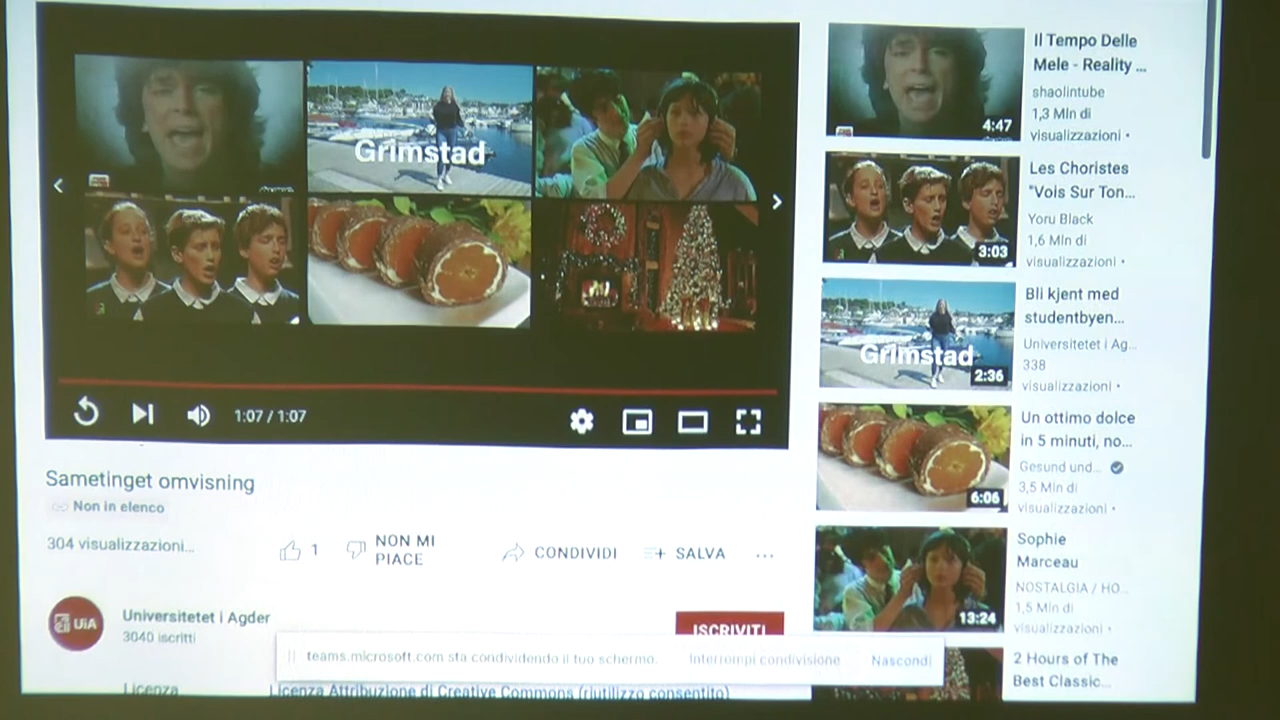 Grimstad
1:07 / 1:07
Sametinget omvisning
Non in elenco
304 visualizzazioni...
1
NON MI
PIACE
CONDIVIDI
SALVA
UiA
Universitetet i Agder
3040 iscritti
ISCRIVITI
teams.microsoft.com sta condividendo il tuo schermo.
Interrompi condivisione
Nascondi
Licenza
Licenza Attribuzione di Creative Commons (riutilizzo consentito)
4:47
Il Tempo Delle
Mele - Reality ...
shaolintube
1,3 Mln di
visualizzazioni •
3:03
Les Choristes
"Vois Sur Ton...
Yoru Black
1,6 Mln di
visualizzazioni •
Grimstad
2:36
Bli kjent med
studentbyen...
Universitetet i Ag...
338
visualizzazioni •
6:06
Un ottimo dolce
in 5 minuti, no...
Gesund und...
3,5 Mln di
visualizzazioni •
13:24
Sophie
Marceau
NOSTALGIA / HO...
1,5 Mln di
visualizzazioni •
2 Hours of The
Best Classic...